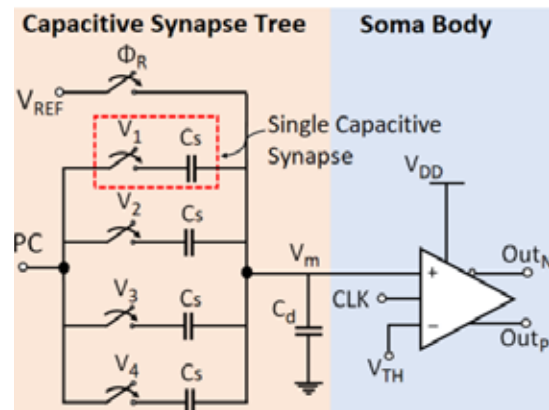 Capacitive Synapse Tree
Soma Body
Φ_R
V_REF
V_1
Cs
Single Capacitive
Synapse
V_DD
V_2
Cs
PC
V_m
Out_N
V_3
Cs
C_d
CLK
V_TH
Out_P
V_4
Cs